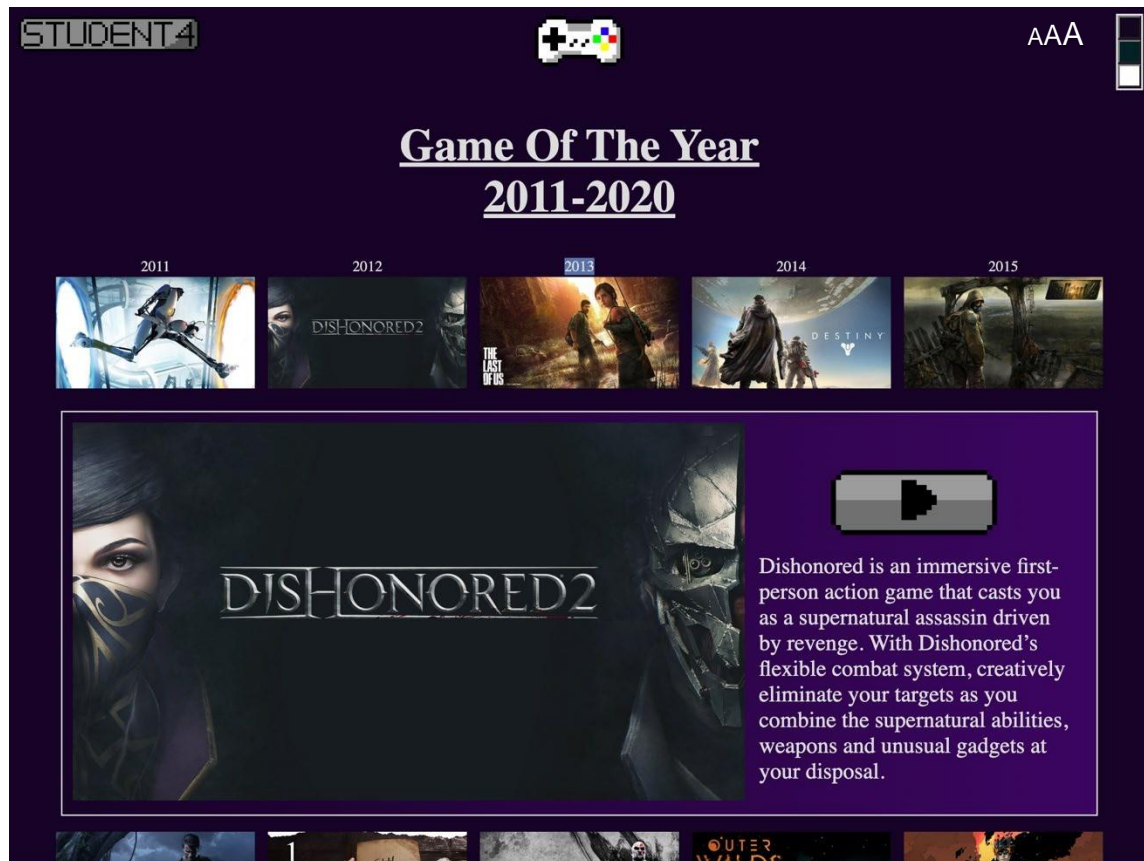 STUDENT4
AAA
Game Of The Year
2011-2020
2011
2012
2013
2014
2015
DISHONORED2
THE
LAST
OF US
DESTINY
DISHONORED2
Dishonored is an immersive first-
person action game that casts you
as a supernatural assassin driven
by revenge. With Dishonored’s
flexible combat system, creatively
eliminate your targets as you
combine the supernatural abilities,
weapons and unusual gadgets at
your disposal.
OUTER
WILDS